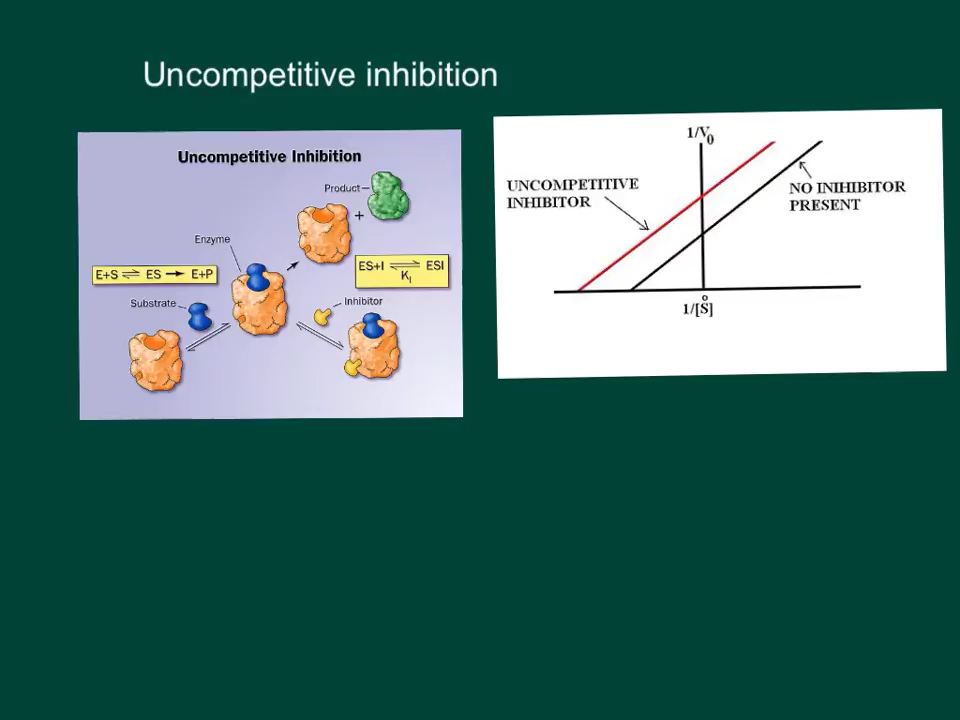 Uncompetitive inhibition
Uncompetitive Inhibition
Product
+
Enzyme
E+S ⇌ ES → E+P
ES+I ⇌ ESI
Ki
Substrate
Inhibitor
1/V0
UNCOMPETITIVE
INHIBITOR
NO INIHIBITOR
PRESENT
o
1/[S]